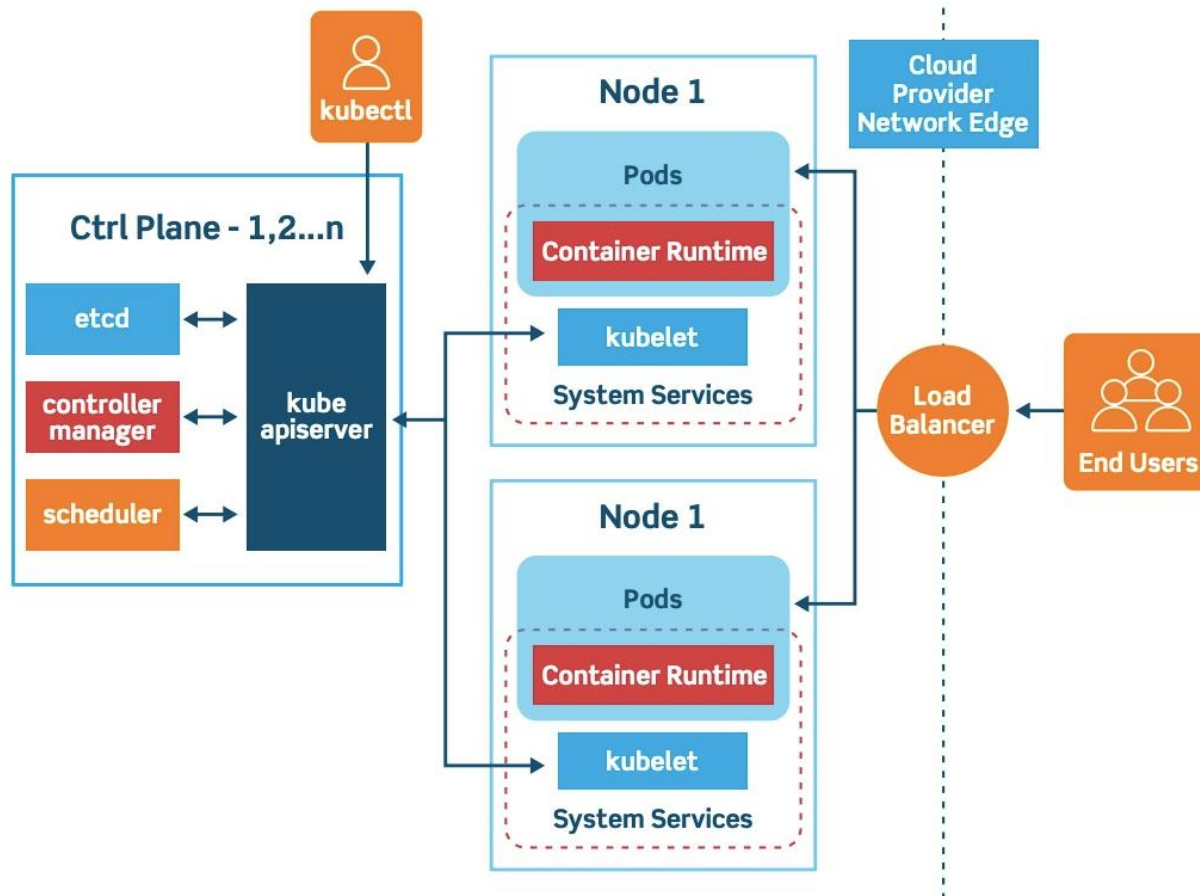 kubectl
Ctrl Plane - 1,2...n
etcd
controller
manager
scheduler
kube
apiserver
Node 1
Pods
Container Runtime
kubelet
System Services
Node 1
Pods
Container Runtime
kubelet
System Services
Cloud
Provider
Network Edge
Load
Balancer
End Users